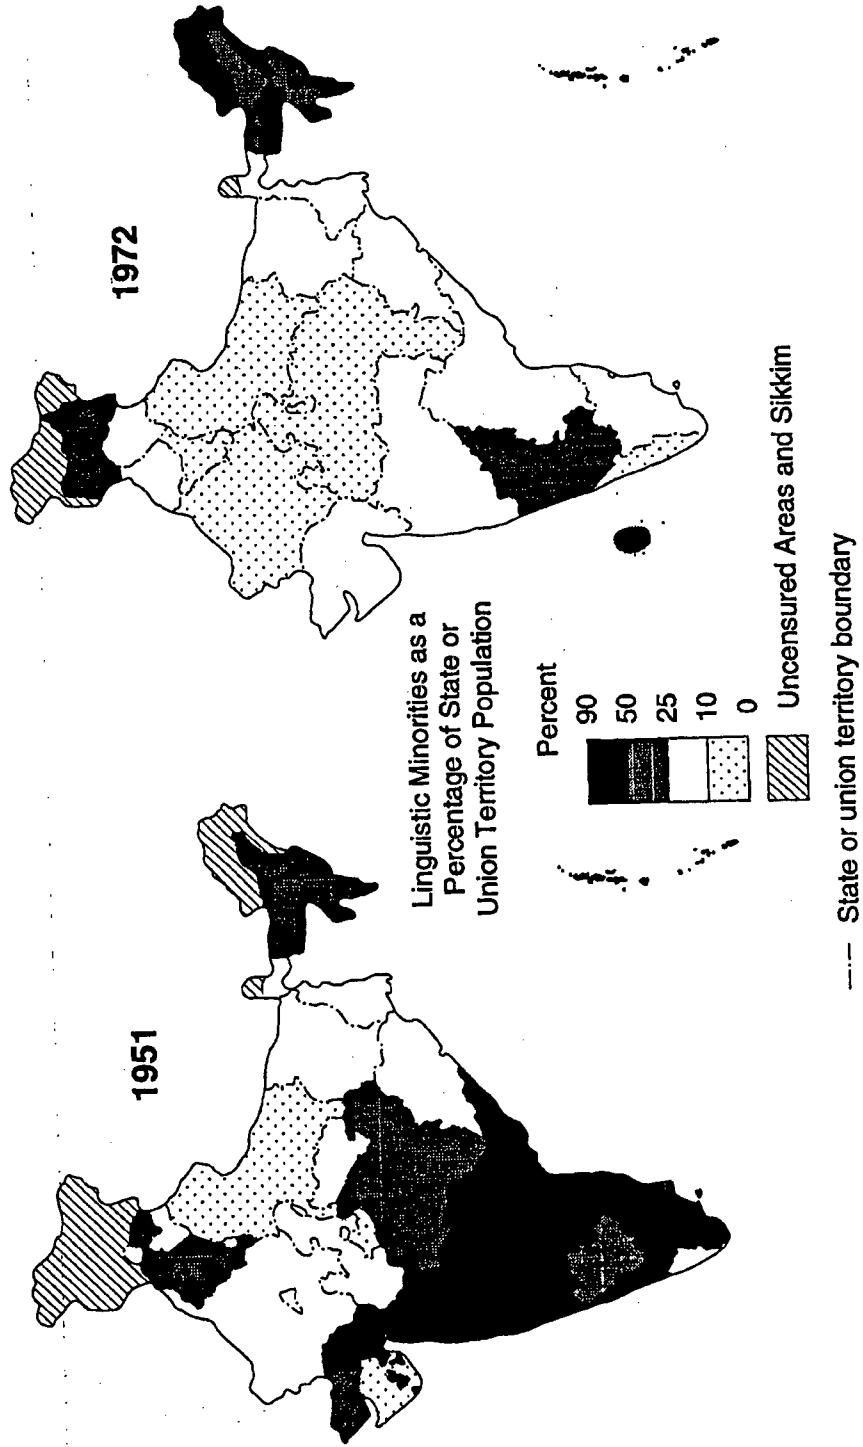 1951
1972
Linguistic Minorities as a
Percentage of State or
Union Territory Population
Percent
90
50
25
10
0
Uncensured Areas and Sikkim
State or union territory boundary